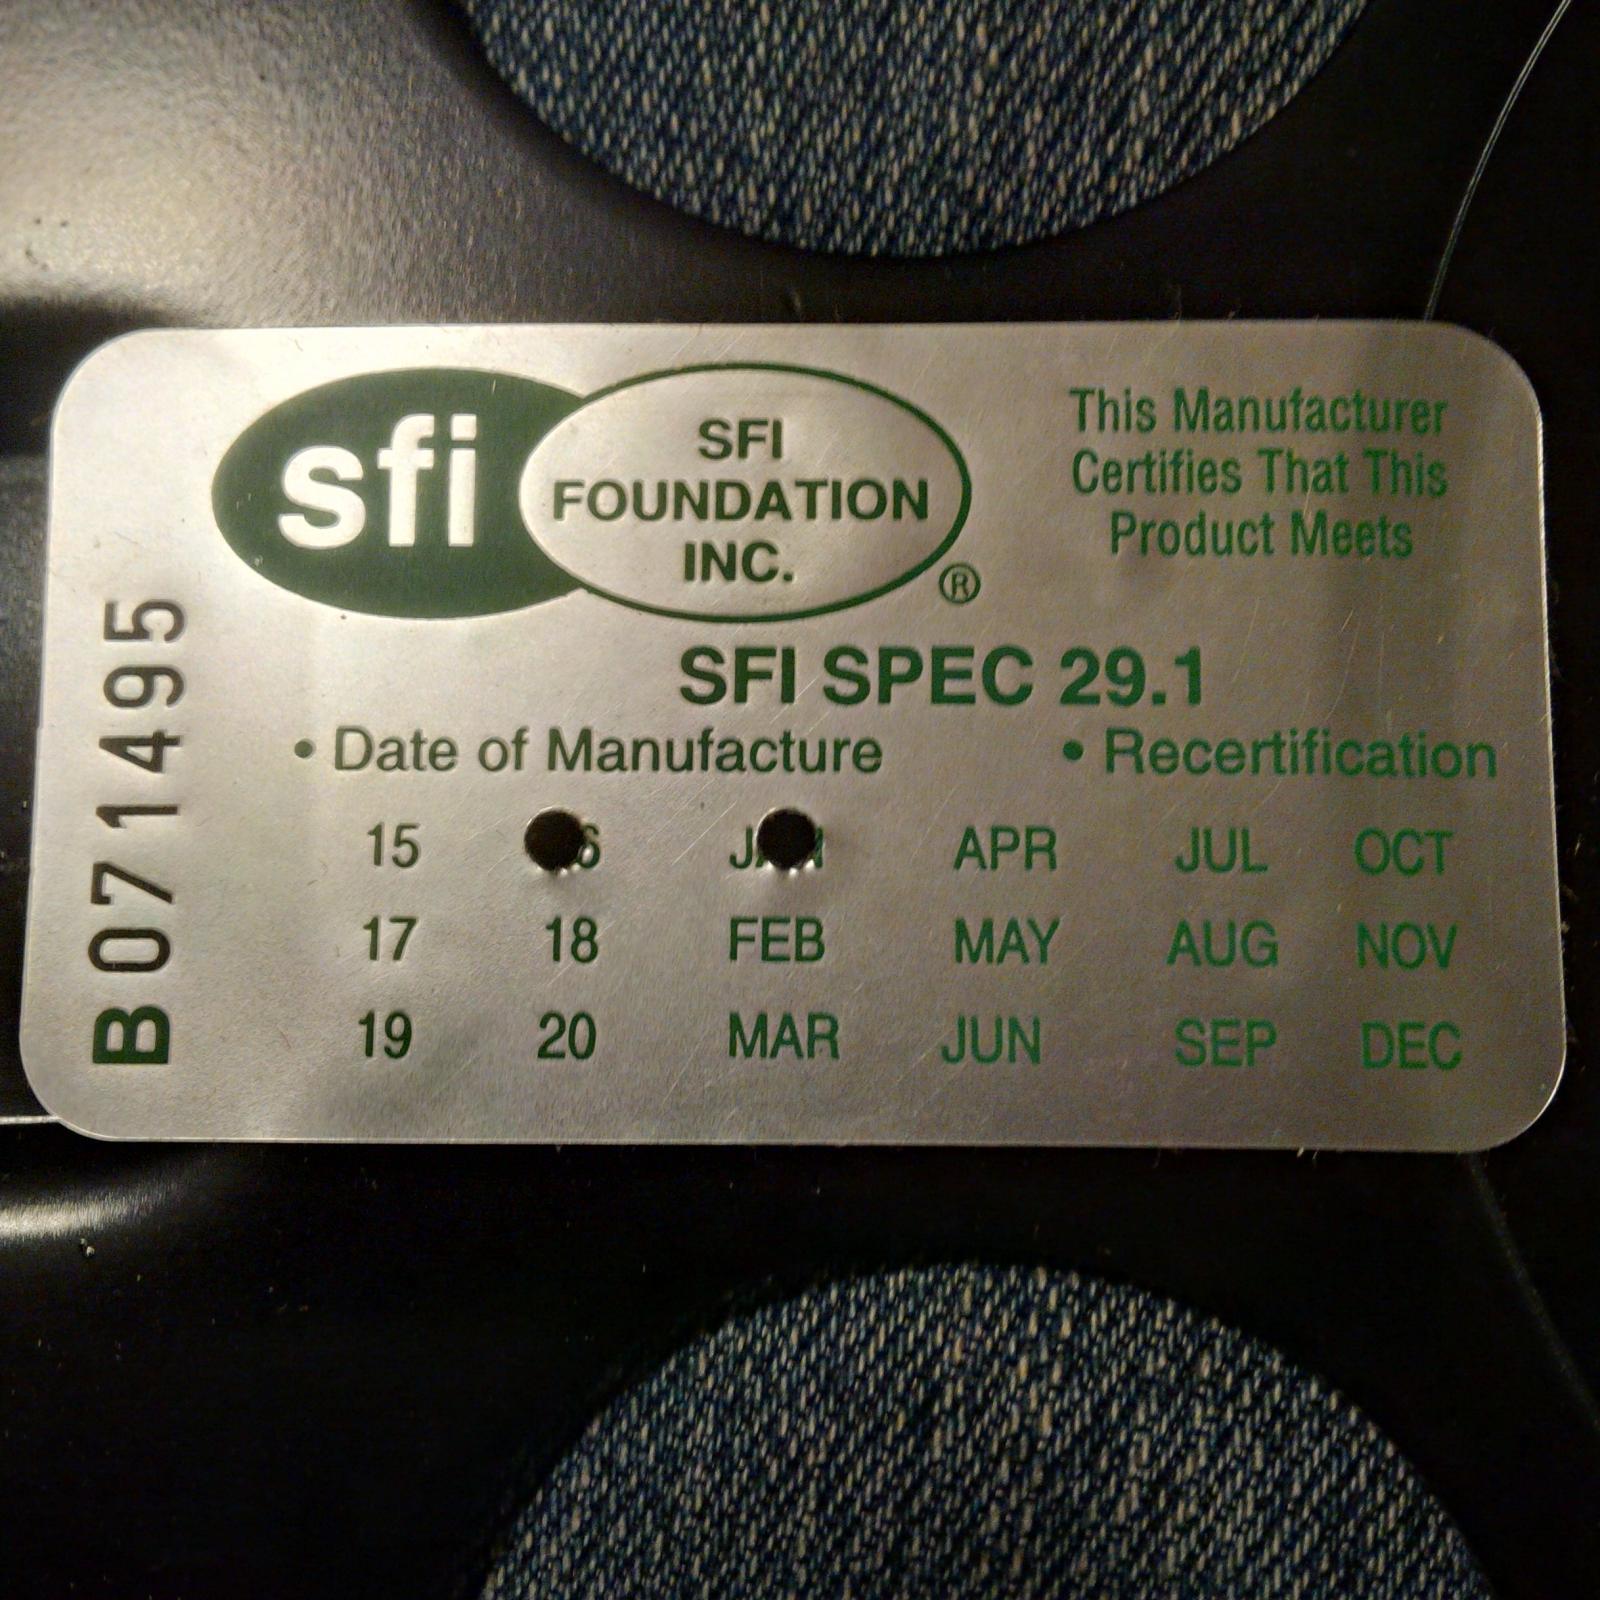 sfi
SFI
FOUNDATION
INC.
®
This Manufacturer
Certifies That This
Product Meets
SFI SPEC 29.1
• Date of Manufacture • Recertification
15 JAN APR JUL OCT
17 18 FEB MAY AUG NOV
19 20 MAR JUN SEP DEC
B071495